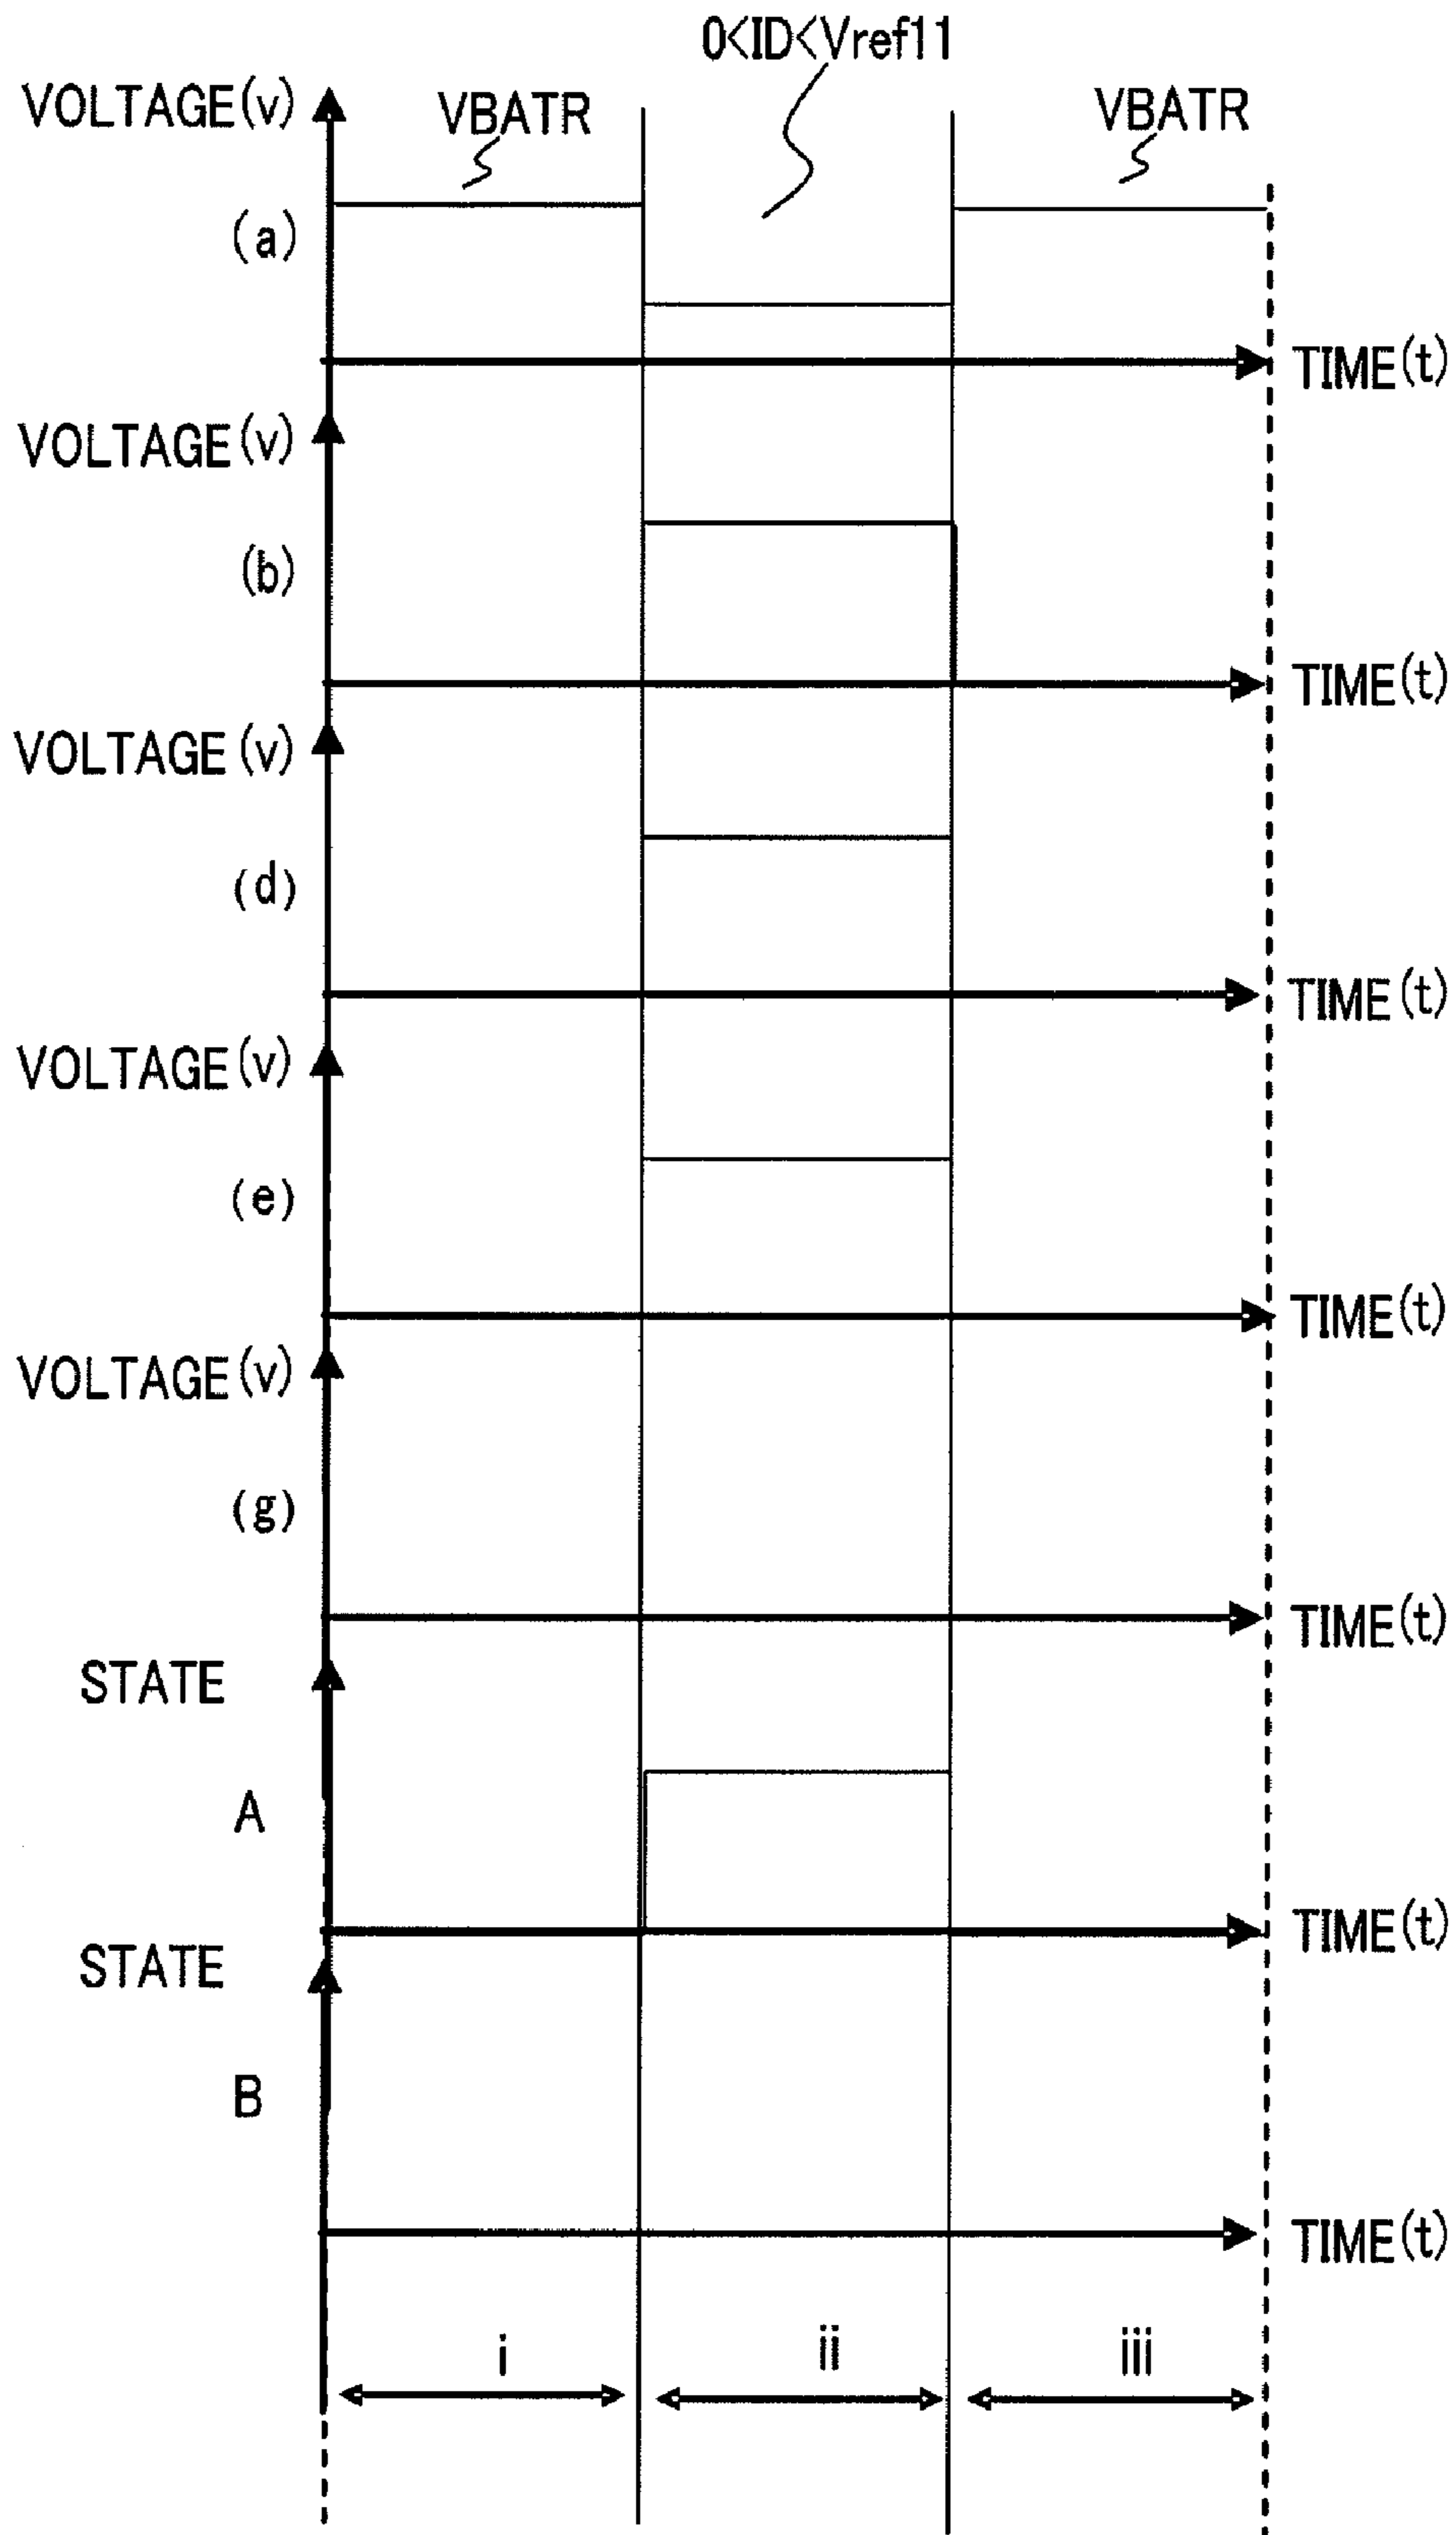 0<ID<Vref11
VOLTAGE(v)
VBATR
VBATR
(a)
TIME(t)
VOLTAGE(v)
(b)
TIME(t)
VOLTAGE(v)
(d)
TIME(t)
VOLTAGE(v)
(e)
TIME(t)
VOLTAGE(v)
(g)
TIME(t)
STATE
A
TIME(t)
STATE
B
TIME(t)
i ii iii